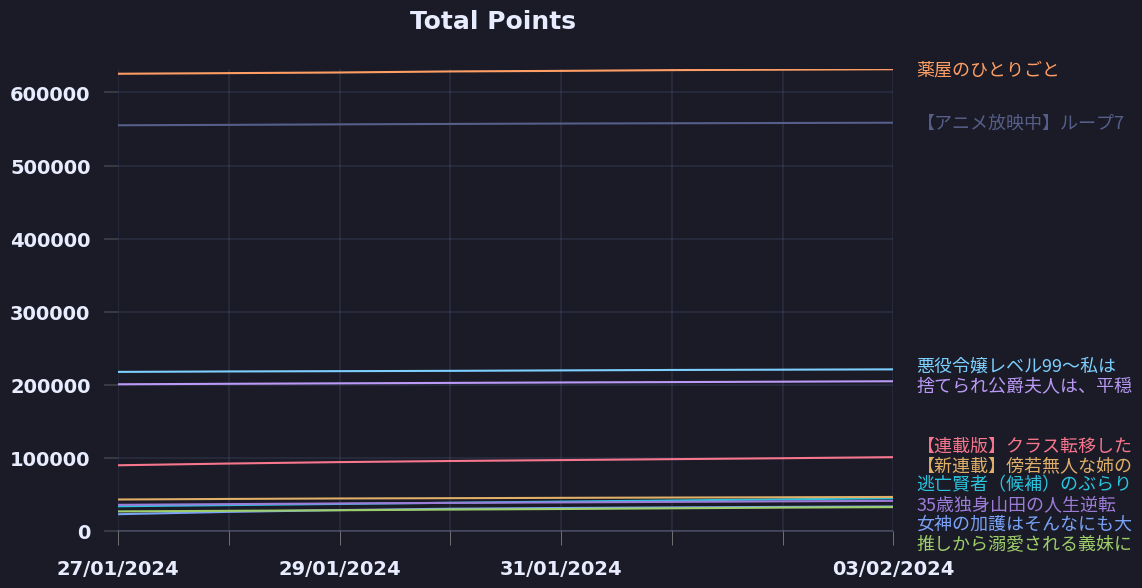 Total Points
600000
500000
400000
300000
200000
100000
0
27/01/2024
29/01/2024
31/01/2024
03/02/2024
薬屋のひとりごと
【アニメ放映中】ループ7
悪役令嬢レベル99～私は
捨てられ公爵夫人は、平穏
【連載版】クラス転移した
【新連載】傍若無人な姉の
逃亡賢者（候補）のぶらり
35歳独身山田の人生逆転
女神の加護はそんなにも大
推しから溺愛される義妹に